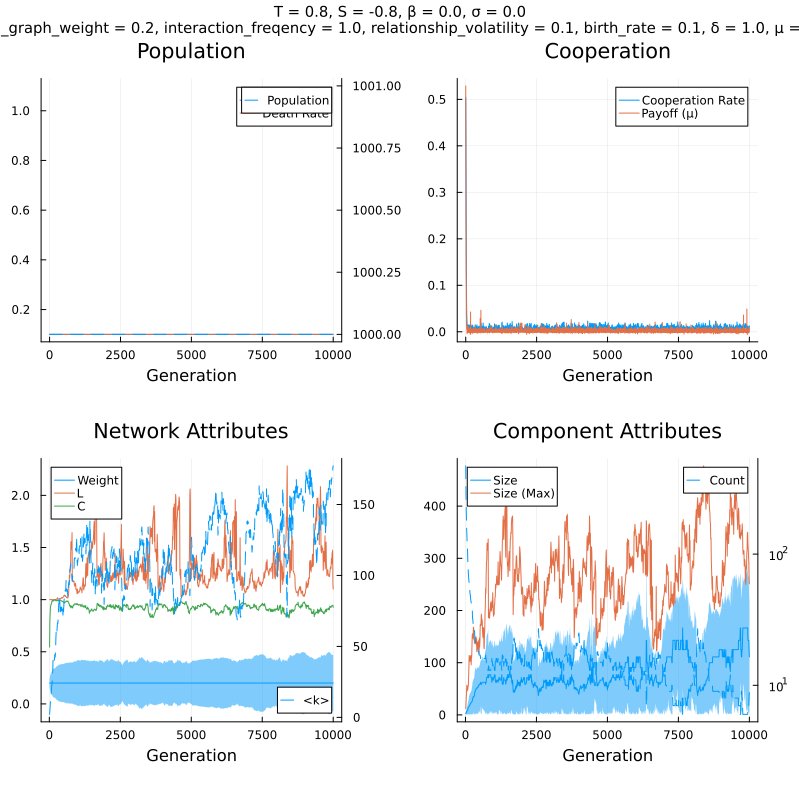 T = 0.8, S = -0.8, β = 0.0, σ = 0.0
_graph_weight = 0.2, interaction_freqency = 1.0, relationship_volatility = 0.1, birth_rate = 0.1, δ = 1.0, μ =
Population Cooperation
1.0
0.8
0.6
0.4
0.2
1001.00
1000.75
1000.50
1000.25
1000.00
Population
Death Rate
0 2500 5000 7500 10000
Generation
0.5
0.4
0.3
0.2
0.1
0.0
Cooperation Rate
Payoff (μ)
0 2500 5000 7500 10000
Generation
Network Attributes Component Attributes
2.0
1.5
1.0
0.5
0.0
Weight
L
C
150
100
50
0
<k>
0 2500 5000 7500 10000
Generation
400
300
200
100
0
Size
Size (Max)
Count
10²
10¹
0 2500 5000 7500 10000
Generation